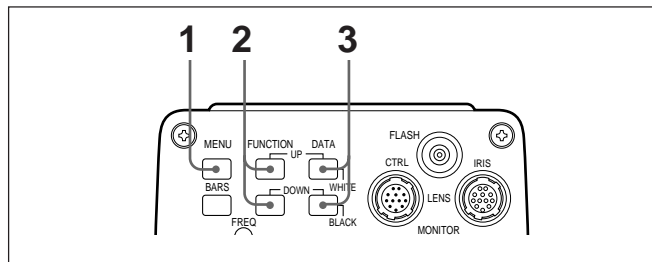 1 2 3
FLASH
MENU FUNCTION DATA
UP
CTRL IRIS
BARS DOWN WHITE
LENS
FREQ BLACK
MONITOR